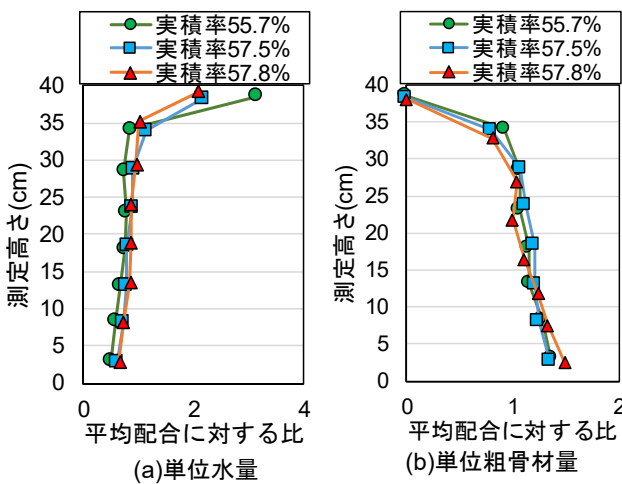 実積率55.7%
実積率57.5%
実積率57.8%
測定高さ(cm)
40
35
30
25
20
15
10
5
0
0 2 4
平均配合に対する比
(a)単位水量
実積率55.7%
実積率57.5%
実積率57.8%
測定高さ(cm)
40
35
30
25
20
15
10
5
0
0 1 2
平均配合に対する比
(b)単位粗骨材量